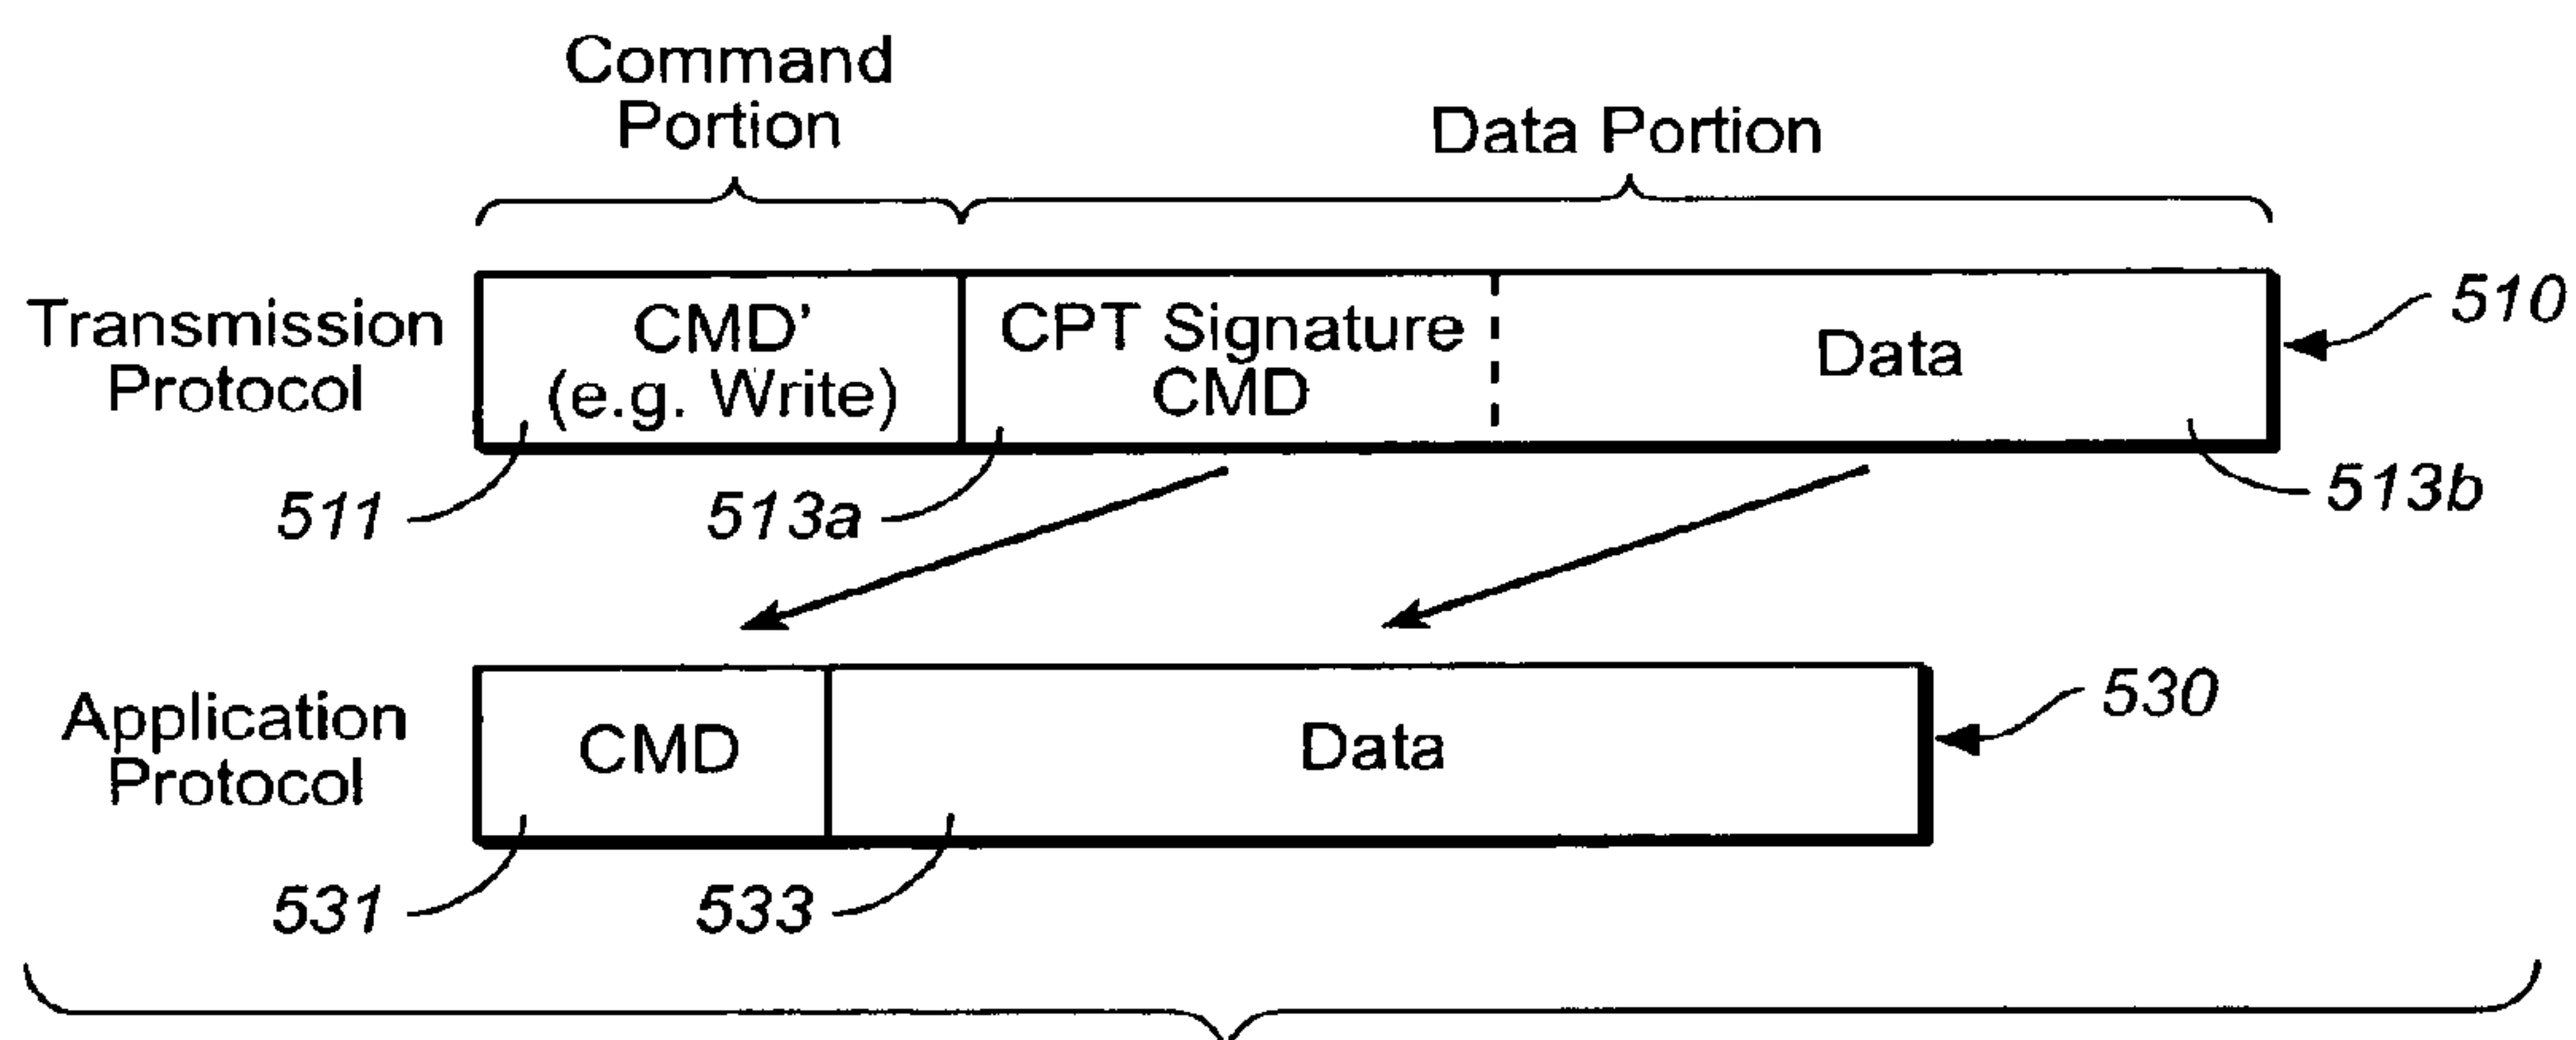 Command
Portion
Data Portion
Transmission
Protocol
CMD'
(e.g. Write)
CPT Signature
CMD
Data
510
511
513a
513b
Application
Protocol
CMD
Data
530
531
533